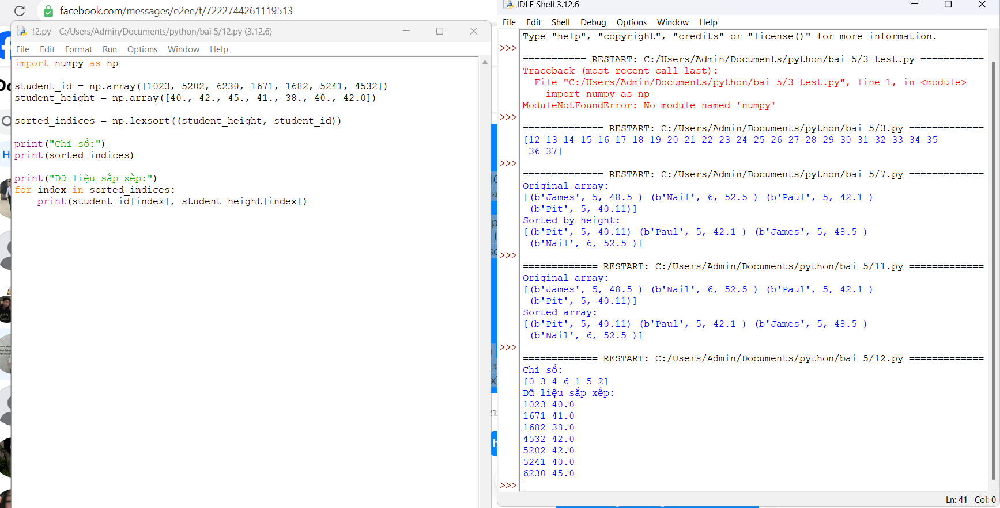 facebook.com/messages/e2ee/t/7222744261119513
12.py - C:/Users/Admin/Documents/python/bai 5/12.py (3.12.6)
File Edit Format Run Options Window Help
import numpy as np
student_id = np.array([1023, 5202, 6230, 1671, 1682, 5241, 4532])
student_height = np.array([40., 42., 45., 41., 38., 40., 42.0])
sorted_indices = np.lexsort((student_height, student_id))
print("Chỉ số:")
print(sorted_indices)
print("Dữ liệu sắp xếp:")
for index in sorted_indices:
    print(student_id[index], student_height[index])
IDLE Shell 3.12.6
File Edit Shell Debug Options Window Help
Type "help", "copyright", "credits" or "license()" for more information.
>>>
=========== RESTART: C:/Users/Admin/Documents/python/bai 5/3 test.py ===========
Traceback (most recent call last):
  File "C:/Users/Admin/Documents/python/bai 5/3 test.py", line 1, in <module>
    import numpy as np
ModuleNotFoundError: No module named 'numpy'
>>>
============== RESTART: C:/Users/Admin/Documents/python/bai 5/3.py =============
[12 13 14 15 16 17 18 19 20 21 22 23 24 25 26 27 28 29 30 31 32 33 34 35
 36 37]
>>>
============== RESTART: C:/Users/Admin/Documents/python/bai 5/7.py =============
Original array:
[(b'James', 5, 48.5 ) (b'Nail', 6, 52.5 ) (b'Paul', 5, 42.1 )
 (b'Pit', 5, 40.11)]
Sorted by height:
[(b'Pit', 5, 40.11) (b'Paul', 5, 42.1 ) (b'James', 5, 48.5 )
 (b'Nail', 6, 52.5 )]
>>>
============= RESTART: C:/Users/Admin/Documents/python/bai 5/11.py =============
Original array:
[(b'James', 5, 48.5 ) (b'Nail', 6, 52.5 ) (b'Paul', 5, 42.1 )
 (b'Pit', 5, 40.11)]
Sorted array:
[(b'Pit', 5, 40.11) (b'Paul', 5, 42.1 ) (b'James', 5, 48.5 )
 (b'Nail', 6, 52.5 )]
>>>
============= RESTART: C:/Users/Admin/Documents/python/bai 5/12.py =============
Chỉ số:
[0 3 4 6 1 5 2]
Dữ liệu sắp xếp:
1023 40.0
1671 41.0
1682 38.0
4532 42.0
5202 42.0
5241 40.0
6230 45.0
>>>
Ln: 41 Col: 0